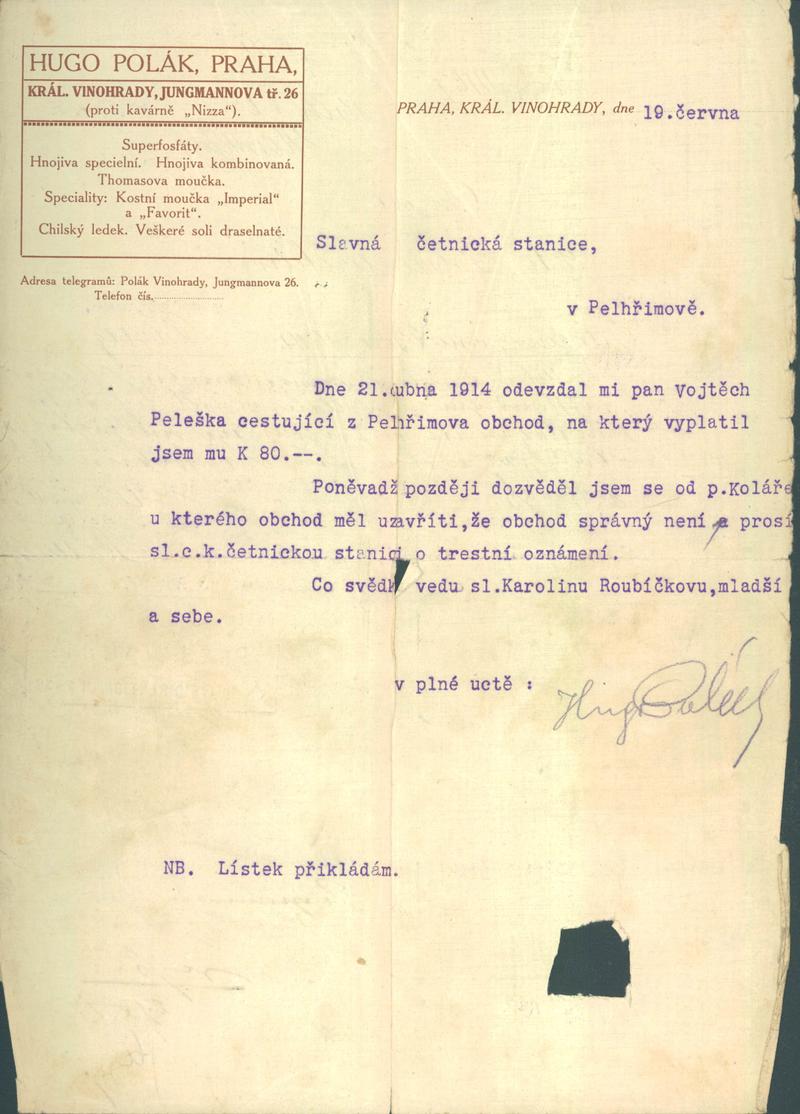 HUGO POLÁK, PRAHA,
KRÁL. VINOHRADY, JUNGMANNOVA tř. 26
(proti kavárně „Nizza“).
Superfosfáty.
Hnojiva specielní. Hnojiva kombinovaná.
Thomasova moučka.
Speciality: Kostní moučka „Imperial“
a „Favorit“.
Chilský ledek. Veškeré soli draselnaté.
Adresa telegramů: Polák Vinohrady, Jungmannova 26.
Telefon čís.
PRAHA, KRÁL. VINOHRADY, dne 19.června
Slavná četnická stanice,
v Pelhřimově.
Dne 21.dubna 1914 odevzdal mi pan Vojtěch
Peleška cestující z Pelhřimova obchod, na který vyplatil
jsem mu K 80.--.
Poněvadž později dozvěděl jsem se od p.Koláře
u kterého obchod měl uzavříti,že obchod správný není a prosí
sl.c.k.četnickou stanici o trestní oznámení.
Co svědk vedu sl.Karolinu Roubíčkovu,mladší
a sebe.
v plné uctě :
Hugo Polák
NB. Lístek přikládám.